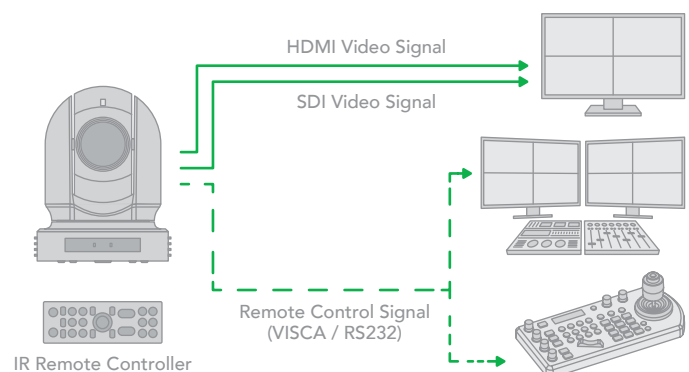 HDMI Video Signal
SDI Video Signal
Remote Control Signal
(VISCA / RS232)
IR Remote Controller